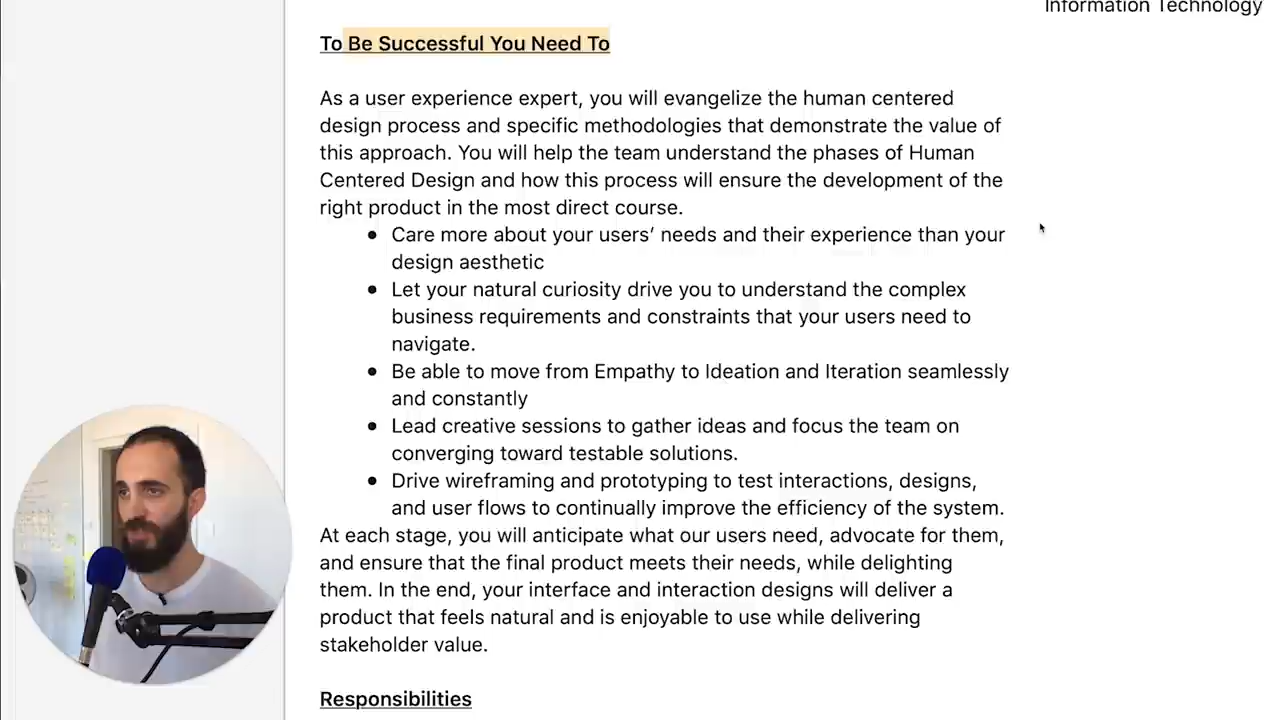 Information Technology
To Be Successful You Need To
As a user experience expert, you will evangelize the human centered
design process and specific methodologies that demonstrate the value of
this approach. You will help the team understand the phases of Human
Centered Design and how this process will ensure the development of the
right product in the most direct course.
● Care more about your users’ needs and their experience than your
design aesthetic
● Let your natural curiosity drive you to understand the complex
business requirements and constraints that your users need to
navigate.
● Be able to move from Empathy to Ideation and Iteration seamlessly
and constantly
● Lead creative sessions to gather ideas and focus the team on
converging toward testable solutions.
● Drive wireframing and prototyping to test interactions, designs,
and user flows to continually improve the efficiency of the system.
At each stage, you will anticipate what our users need, advocate for them,
and ensure that the final product meets their needs, while delighting
them. In the end, your interface and interaction designs will deliver a
product that feels natural and is enjoyable to use while delivering
stakeholder value.
Responsibilities